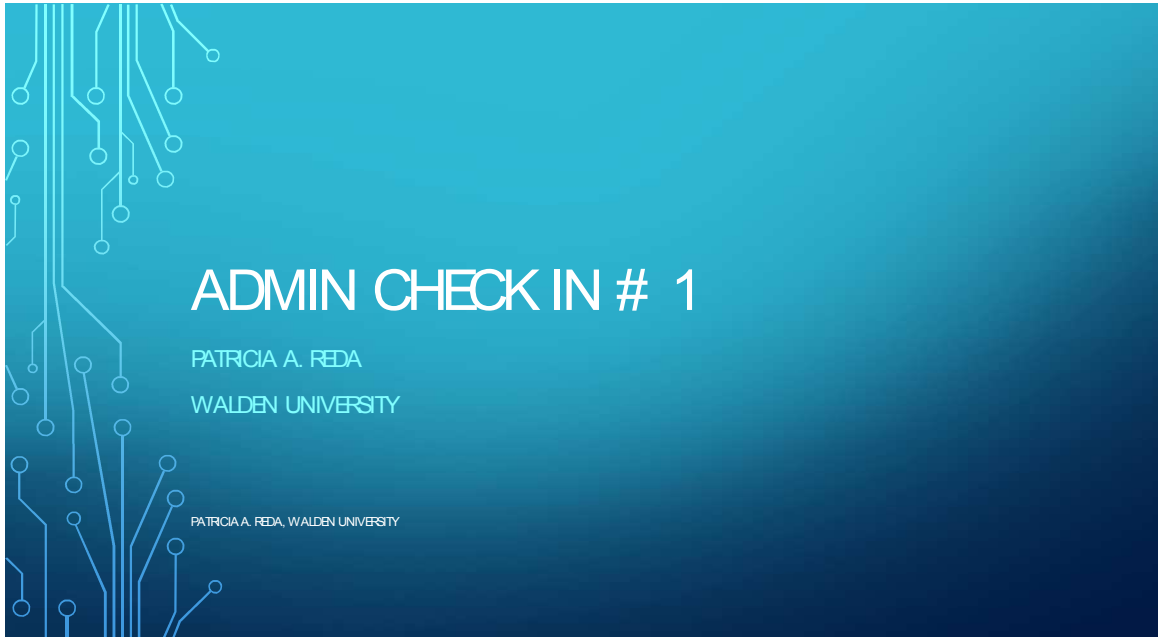 ADMIN CHECK IN # 1
PATRICIA A. REDA
WALDEN UNIVERSITY
PATRICIA A. REDA, WALDEN UNIVERSITY